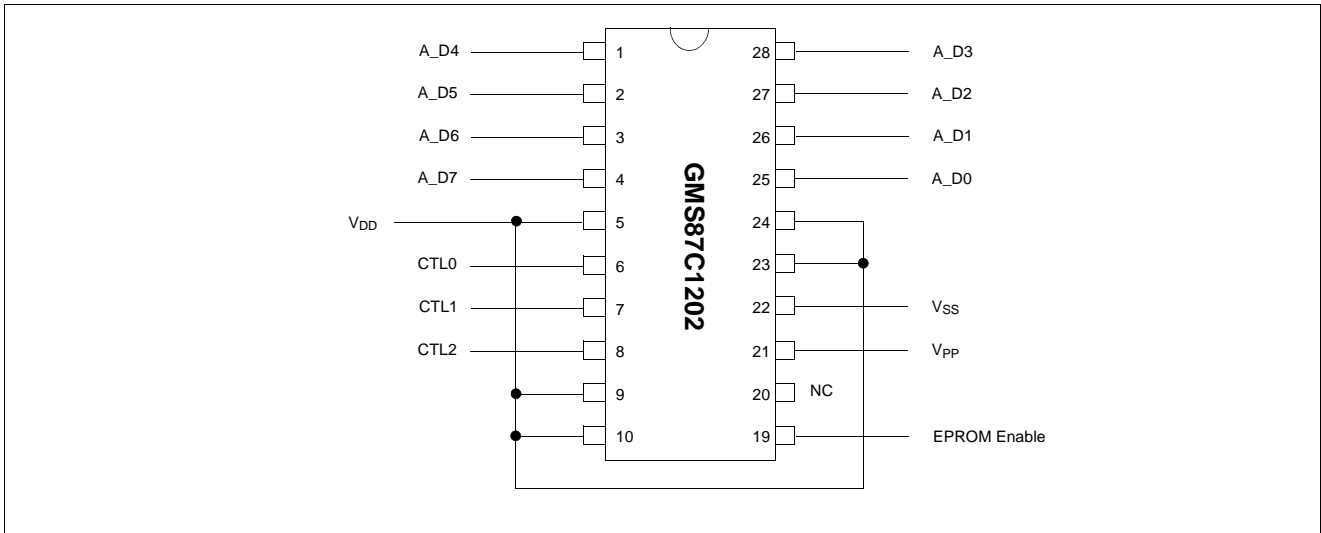 A_D4 1 28 A_D3
A_D5 2 27 A_D2
A_D6 3 26 A_D1
A_D7 4 25 A_D0
VDD 5 24
CTL0 6 23
CTL1 7 22 VSS
CTL2 8 21 VPP
9 20 NC
10 19 EPROM Enable
GMS87C1202